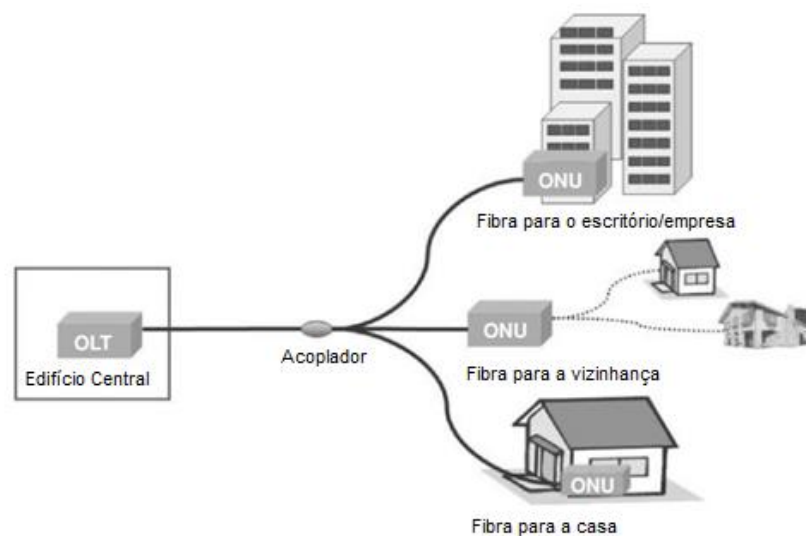 ONU
Fibra para o escritório/empresa
OLT
Edifício Central
Acoplador
ONU
Fibra para a vizinhança
ONU
Fibra para a casa